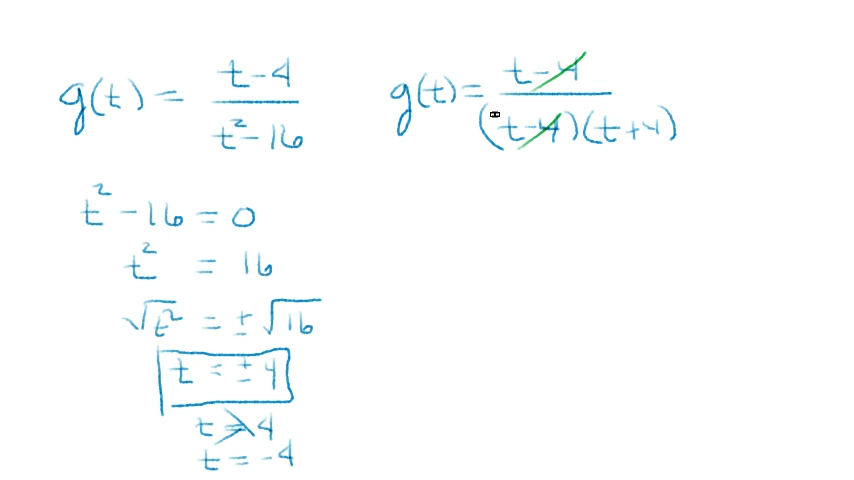 g(t) = (t-4)/(t²-16)
g(t) = (t-4)/((t-4)(t+4))
t² - 16 = 0
t² = 16
√t² = ± √16
t = ± 4
t = 4
t = -4